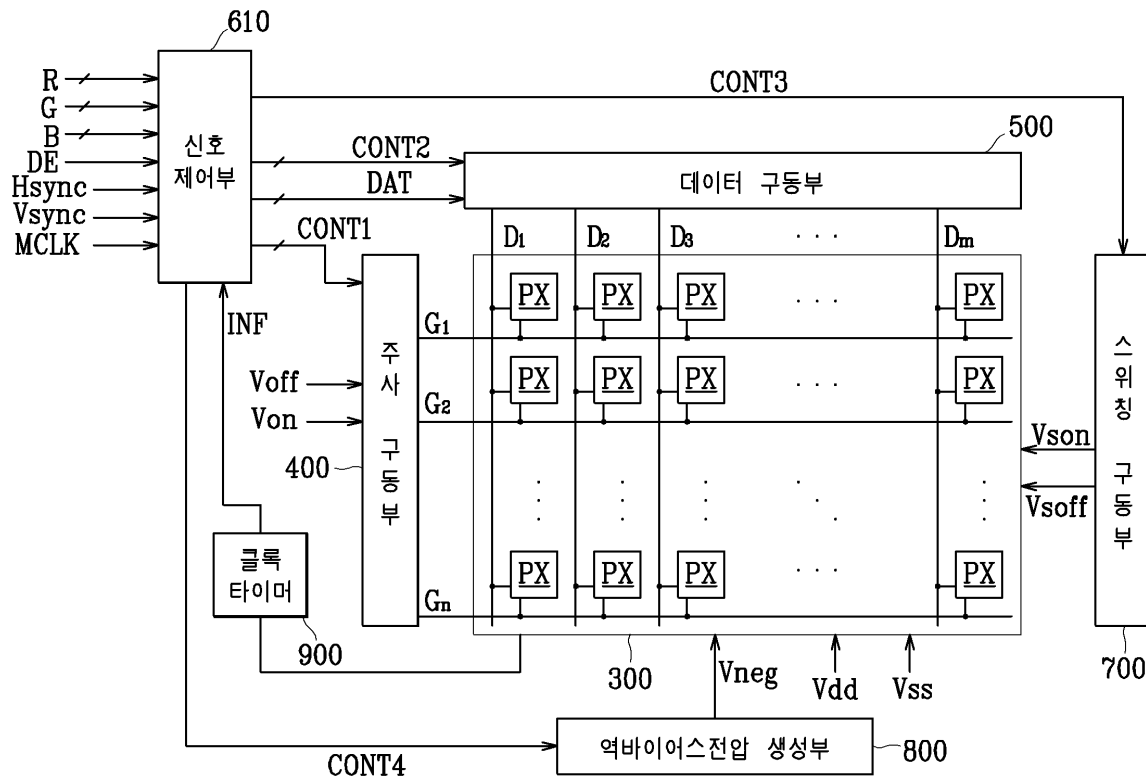 610
R
G
B
DE
Hsync
Vsync
MCLK
신호
제어부
CONT3
CONT2
DAT
CONT1
500
데이터 구동부
D1 D2 D3 · · · Dm
INF
Voff
Von
400
주사 구동부
G1
PX PX PX · · · PX
G2
PX PX PX · · · PX
Gn
PX PX PX · · · PX
Vson
Vsoff
스위칭 구동부
700
클록
타이머
900
300
Vneg
Vdd
Vss
역바이어스전압 생성부
800
CONT4